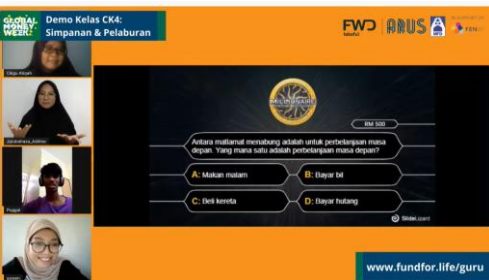 GLOBAL
MONEY
WEEK
Demo Kelas CK4:
Simpanan & Pelaburan
FWD
takaful
ARUS
MILLIONAIRE
RM 500
Antara matlamat menabung adalah untuk perbelanjaan masa
depan. Yang mana satu adalah perbelanjaan masa depan?
A: Makan malam
B: Bayar bil
C: Beli kereta
D: Bayar hutang
SlideLizard
www.fundfor.life/guru